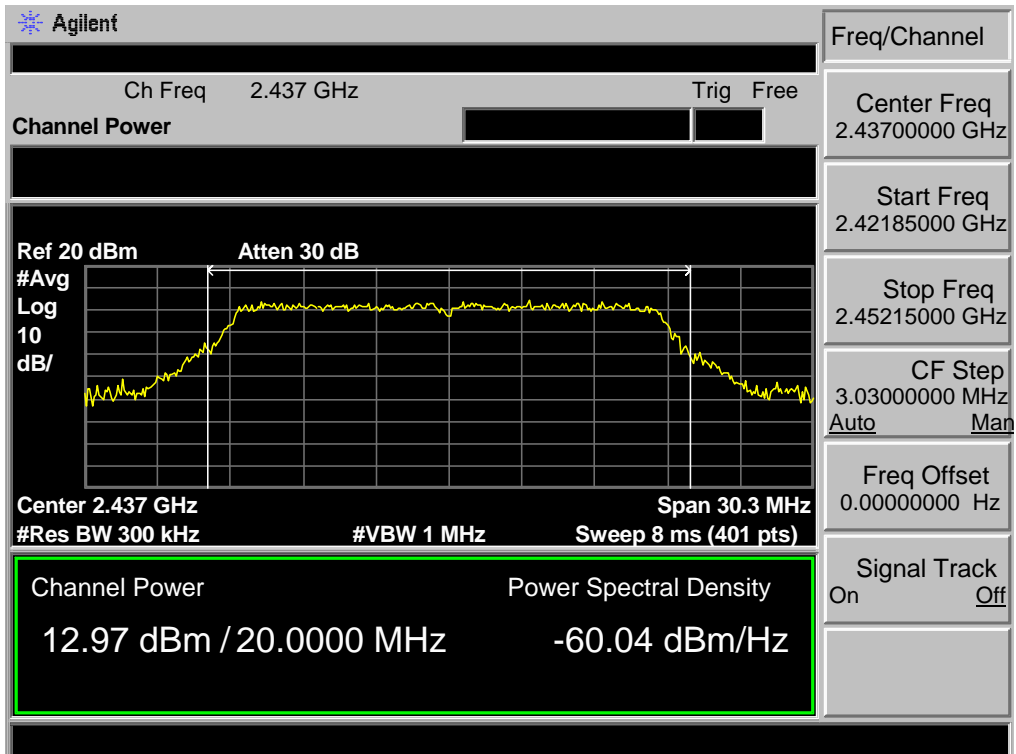 Agilent
Freq/Channel
Ch Freq 2.437 GHz Trig Free
Channel Power
Center Freq
2.43700000 GHz
Start Freq
2.42185000 GHz
Stop Freq
2.45215000 GHz
CF Step
3.03000000 MHz
Auto Man
Freq Offset
0.00000000 Hz
Signal Track
On Off
Ref 20 dBm Atten 30 dB
#Avg
Log
10
dB/
Center 2.437 GHz Span 30.3 MHz
#Res BW 300 kHz #VBW 1 MHz Sweep 8 ms (401 pts)
Channel Power Power Spectral Density
12.97 dBm / 20.0000 MHz -60.04 dBm/Hz